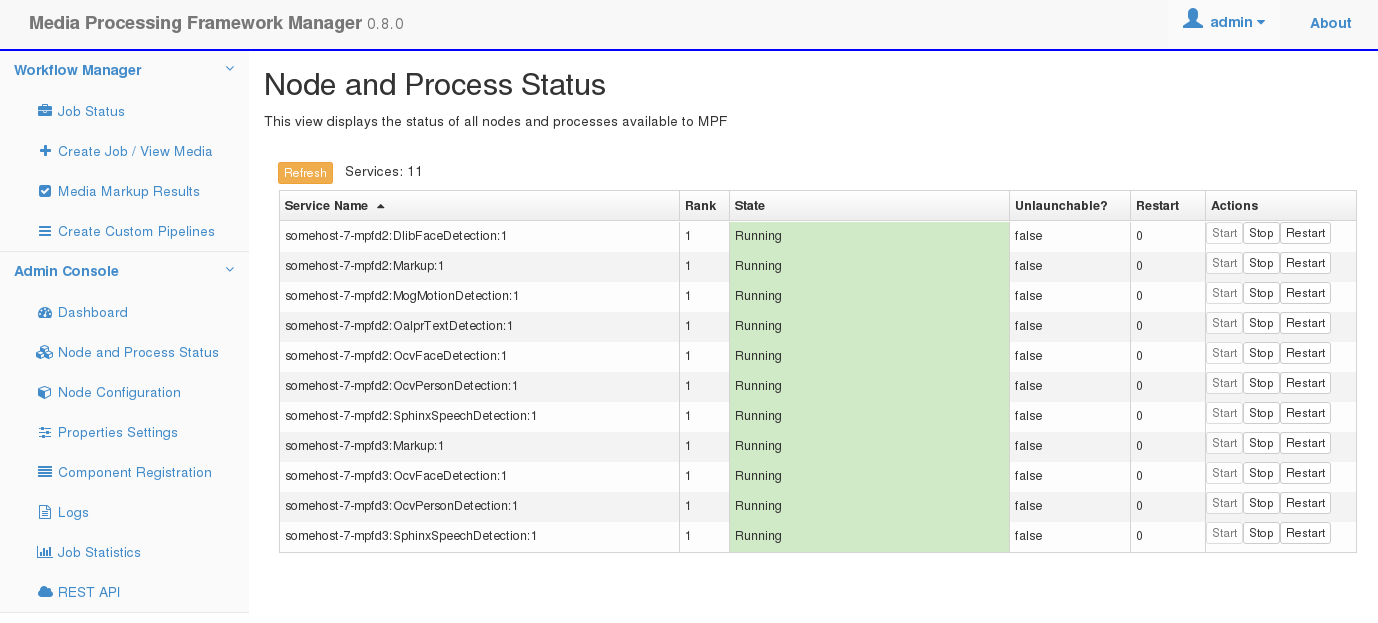 Media Processing Framework Manager 0.8.0
admin
About
Workflow Manager
Job Status
Create Job / View Media
Media Markup Results
Create Custom Pipelines
Admin Console
Dashboard
Node and Process Status
Node Configuration
Properties Settings
Component Registration
Logs
Job Statistics
REST API
Node and Process Status
This view displays the status of all nodes and processes available to MPF
Refresh Services: 11
Service Name Rank State Unlaunchable? Restart Actions
somehost-7-mpfd2:DlibFaceDetection:1 1 Running false 0 Start Stop Restart
somehost-7-mpfd2:Markup:1 1 Running false 0 Start Stop Restart
somehost-7-mpfd2:MogMotionDetection:1 1 Running false 0 Start Stop Restart
somehost-7-mpfd2:OalprTextDetection:1 1 Running false 0 Start Stop Restart
somehost-7-mpfd2:OcvFaceDetection:1 1 Running false 0 Start Stop Restart
somehost-7-mpfd2:OcvPersonDetection:1 1 Running false 0 Start Stop Restart
somehost-7-mpfd2:SphinxSpeechDetection:1 1 Running false 0 Start Stop Restart
somehost-7-mpfd3:Markup:1 1 Running false 0 Start Stop Restart
somehost-7-mpfd3:OcvFaceDetection:1 1 Running false 0 Start Stop Restart
somehost-7-mpfd3:OcvPersonDetection:1 1 Running false 0 Start Stop Restart
somehost-7-mpfd3:SphinxSpeechDetection:1 1 Running false 0 Start Stop Restart